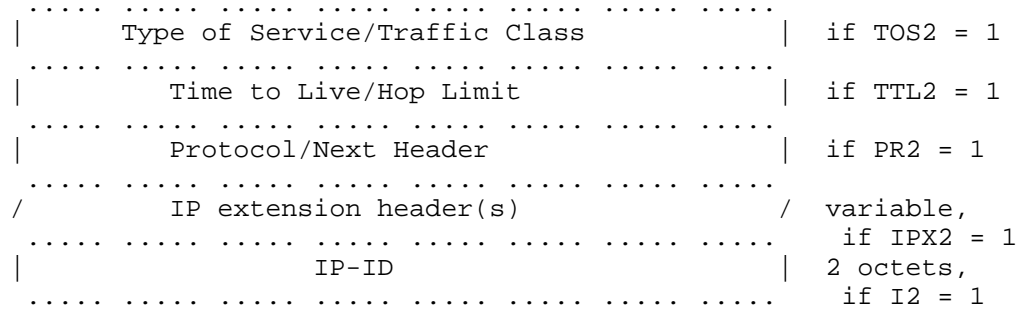 ..... ..... ..... ..... ..... ..... ..... .....
| Type of Service/Traffic Class | if TOS2 = 1
..... ..... ..... ..... ..... ..... ..... .....
| Time to Live/Hop Limit | if TTL2 = 1
..... ..... ..... ..... ..... ..... ..... .....
| Protocol/Next Header | if PR2 = 1
..... ..... ..... ..... ..... ..... ..... .....
/ IP extension header(s) / variable,
..... ..... ..... ..... ..... ..... ..... ..... if IPX2 = 1
| IP-ID | 2 octets,
..... ..... ..... ..... ..... ..... ..... ..... if I2 = 1